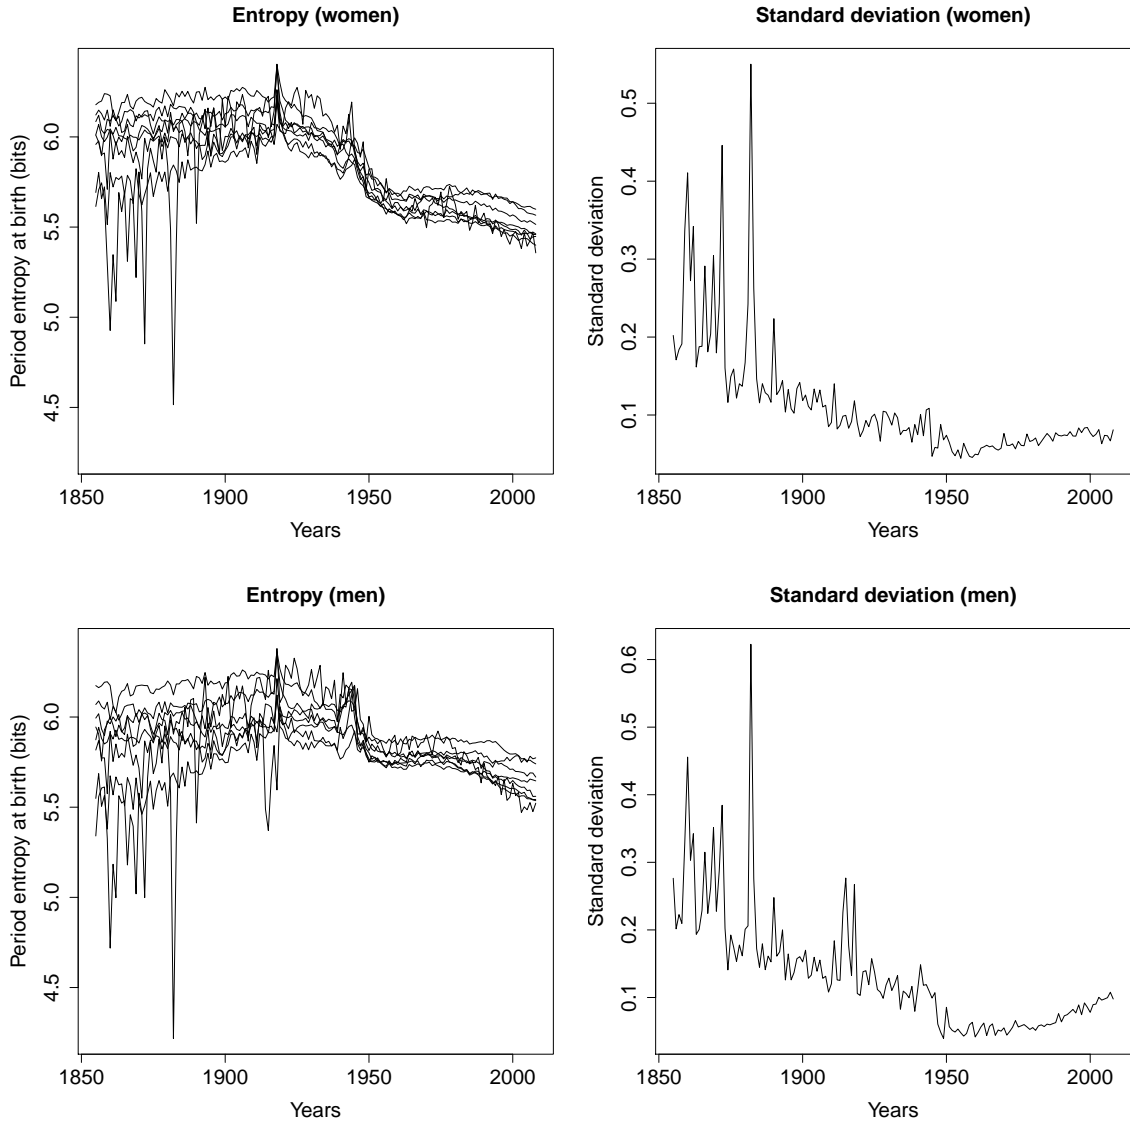 Entropy (women)
Period entropy at birth (bits)
6.0
5.5
5.0
4.5
1850 1900 1950 2000
Years
Standard deviation (women)
Standard deviation
0.5
0.4
0.3
0.2
0.1
1850 1900 1950 2000
Years
Entropy (men)
Period entropy at birth (bits)
6.0
5.5
5.0
4.5
1850 1900 1950 2000
Years
Standard deviation (men)
Standard deviation
0.6
0.5
0.4
0.3
0.2
0.1
1850 1900 1950 2000
Years